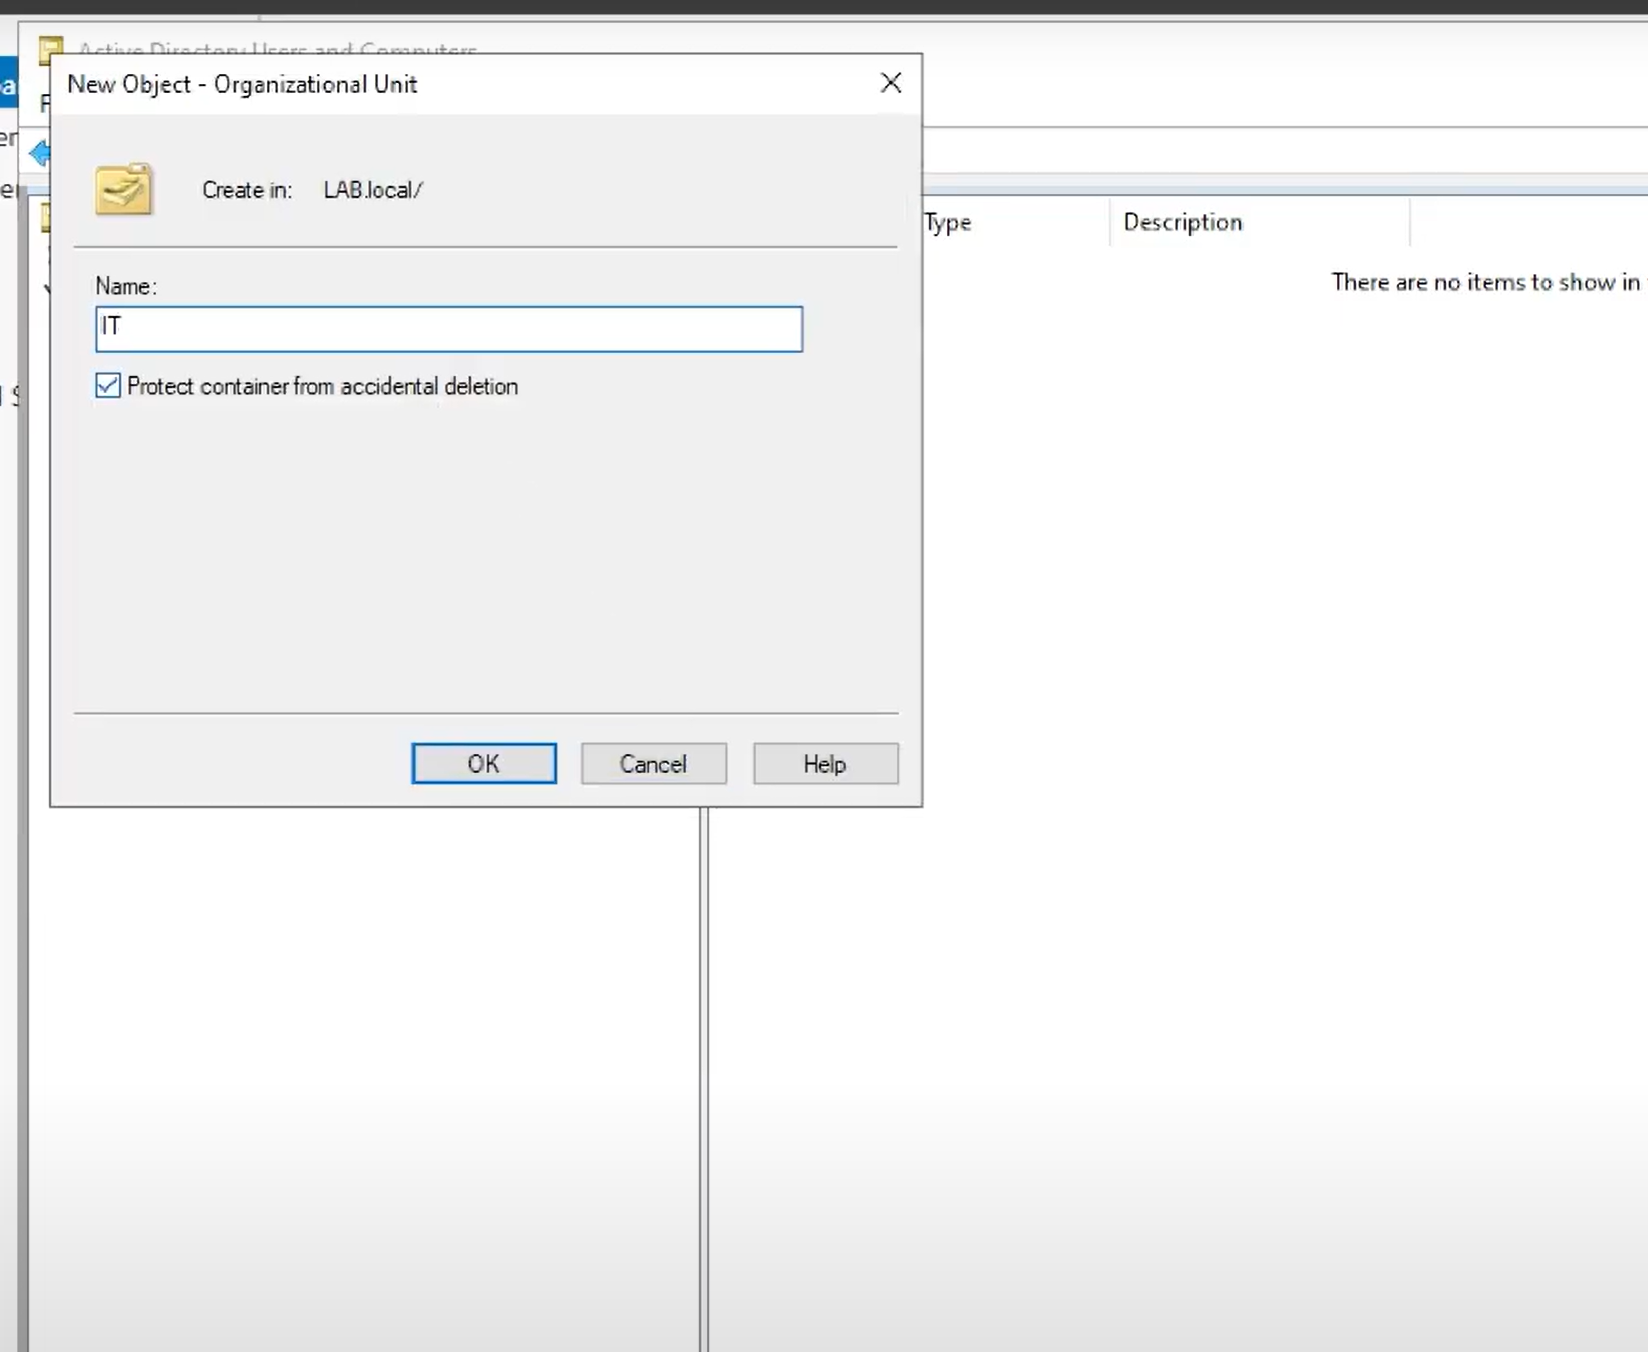 Active Directory Users and Computers
New Object - Organizational Unit
F
Create in: LAB.local/
Type
Description
There are no items to show in
Name:
IT
Protect container from accidental deletion
OK
Cancel
Help